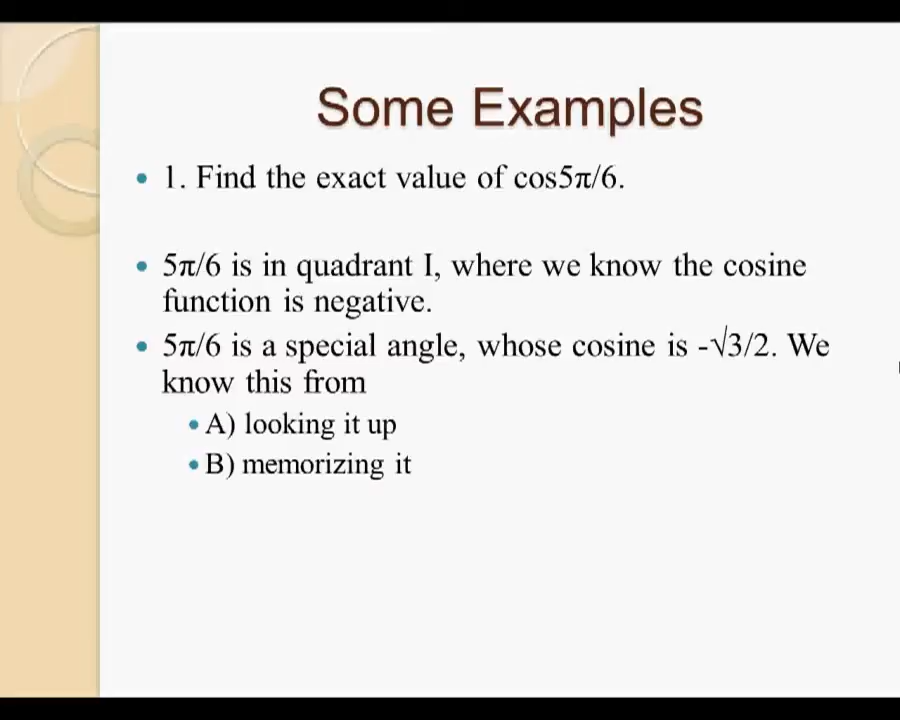 Some Examples
• 1. Find the exact value of cos5π/6.
• 5π/6 is in quadrant I, where we know the cosine
function is negative.
• 5π/6 is a special angle, whose cosine is -√3/2. We
know this from
• A) looking it up
• B) memorizing it